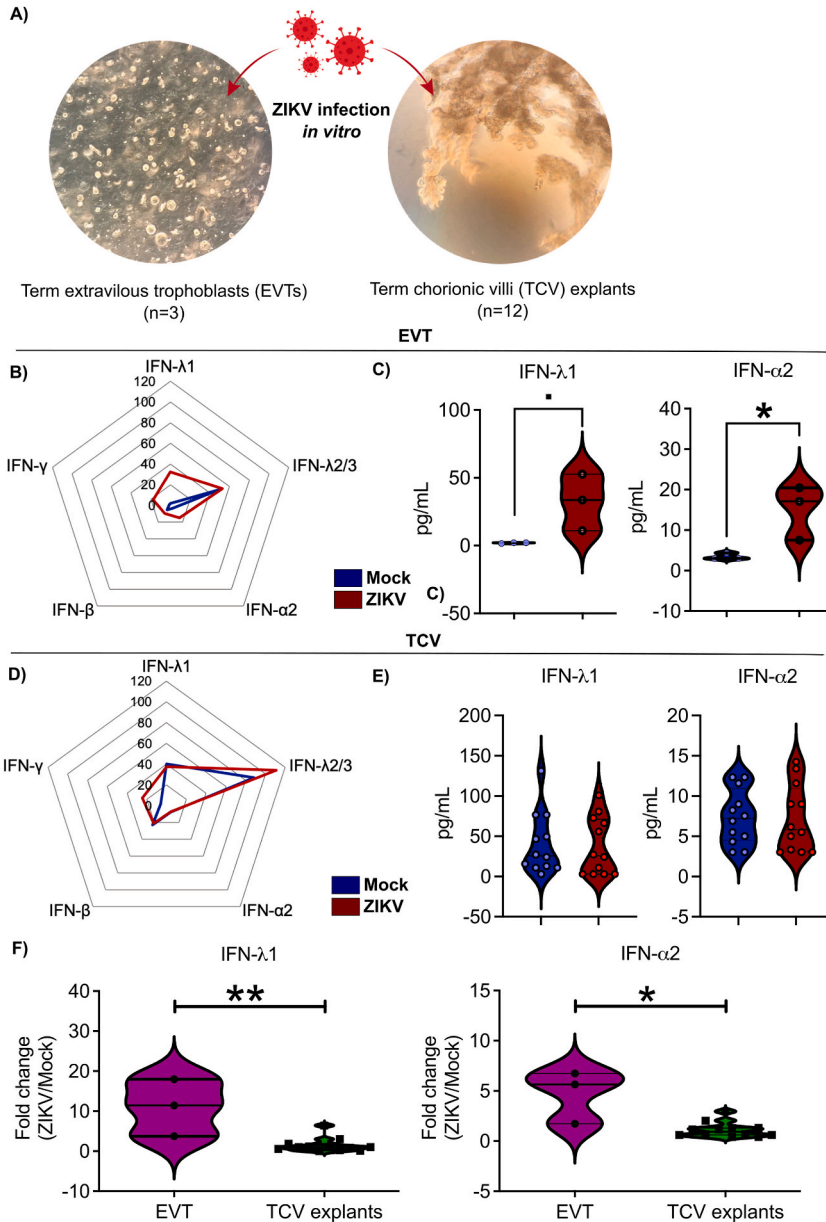 A)
ZIKV infection
in vitro
Term extravilous trophoblasts (EVTs)
(n=3)
Term chorionic villi (TCV) explants
(n=12)
EVT
B)
IFN-λ1
120
100
80
60
40
20
0
IFN-γ
IFN-λ2/3
IFN-β
IFN-α2
Mock
ZIKV
C)
IFN-λ1
pg/mL
100
50
0
-50
IFN-α2
*
pg/mL
40
30
20
10
0
-10
C)
TCV
D)
IFN-λ1
120
100
80
60
40
20
0
IFN-γ
IFN-λ2/3
IFN-β
IFN-α2
Mock
ZIKV
E)
IFN-λ1
pg/mL
200
150
100
50
0
-50
IFN-α2
pg/mL
20
15
10
5
0
-5
F)
IFN-λ1
**
Fold change
(ZIKV/Mock)
40
30
20
10
0
-10
EVT
TCV explants
IFN-α2
*
Fold change
(ZIKV/Mock)
15
10
5
0
-5
EVT
TCV explants